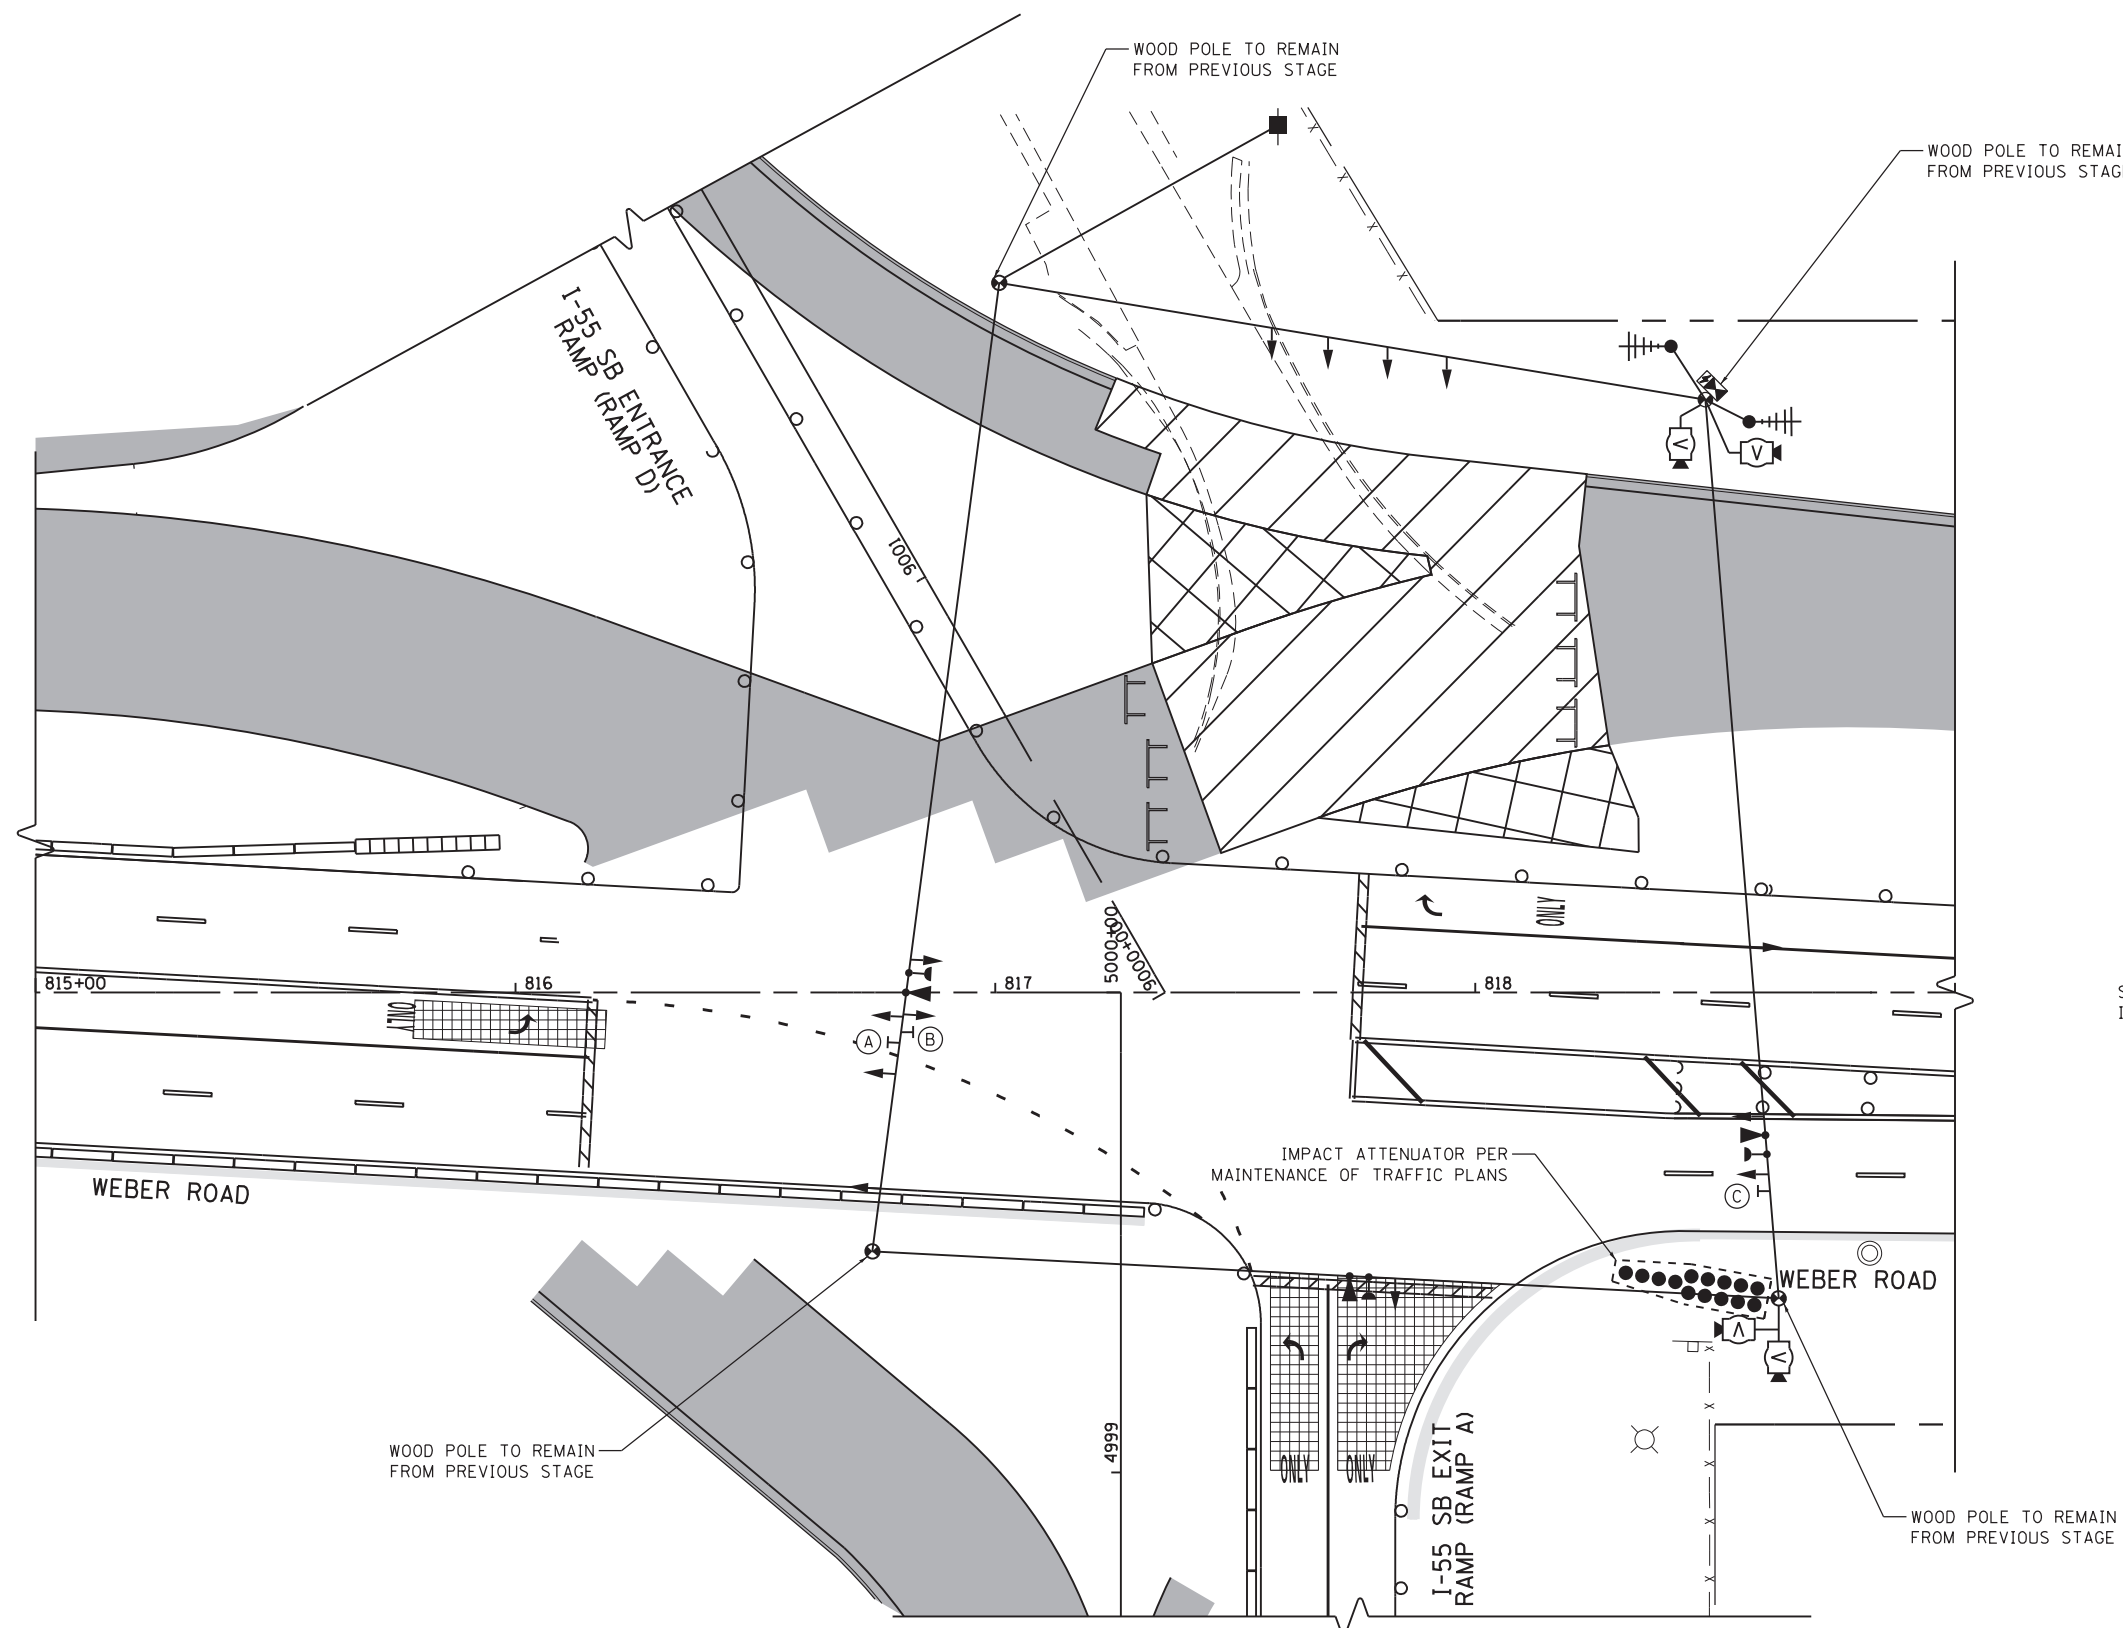 WOOD POLE TO REMAIN
FROM PREVIOUS STAGE
WOOD POLE TO REMAI
FROM PREVIOUS STAG
I-55 SB ENTRANCE
RAMP (RAMP D)
V
V
9001
ONLY
5000+00
9000+00
815+00
816
817
818
ONLY
A
B
IMPACT ATTENUATOR PER
MAINTENANCE OF TRAFFIC PLANS
C
WEBER ROAD
WEBER ROAD
V
V
4999
WOOD POLE TO REMAIN
FROM PREVIOUS STAGE
ONLY
ONLY
I-55 SB EXIT
RAMP (RAMP A)
WOOD POLE TO REMAIN
FROM PREVIOUS STAGE